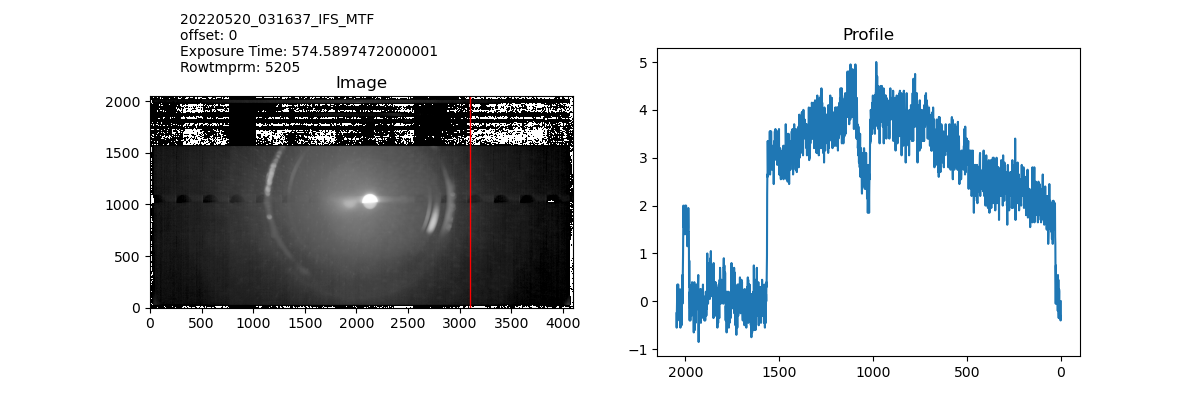 20220520_031637_IFS_MTF
offset: 0
Exposure Time: 574.5897472000001
Rowtmprm: 5205
Image
2000
1500
1000
500
0
0 500 1000 1500 2000 2500 3000 3500 4000
Profile
5
4
3
2
1
0
−1
2000 1500 1000 500 0